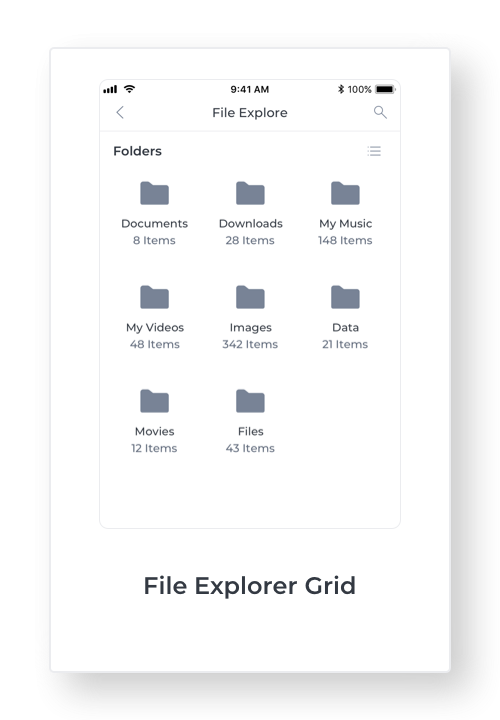 9:41 AM 100%
File Explore
Folders
Documents Downloads My Music
8 Items 28 Items 148 Items
My Videos Images Data
48 Items 342 Items 21 Items
Movies Files
12 Items 43 Items
File Explorer Grid